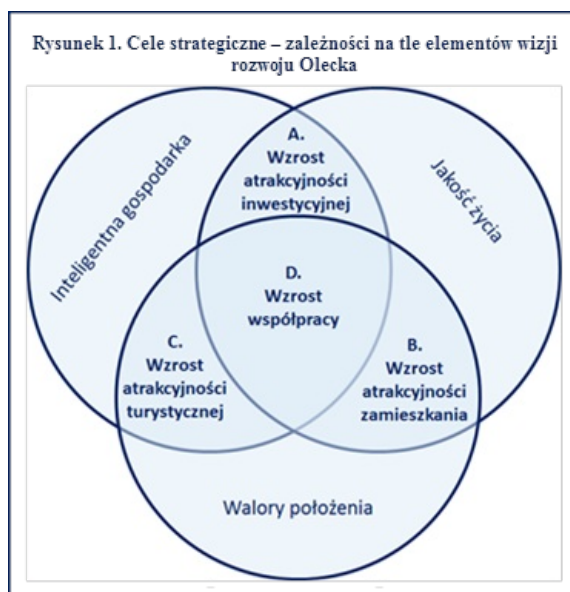 Rysunek 1. Cele strategiczne – zależności na tle elementów wizji
rozwoju Olecka
Inteligentna gospodarka
Jakość życia
A.
Wzrost
atrakcyjności
inwestycyjnej
D.
Wzrost
współpracy
C.
Wzrost
atrakcyjności
turystycznej
B.
Wzrost
atrakcyjności
zamieszkania
Walory położenia